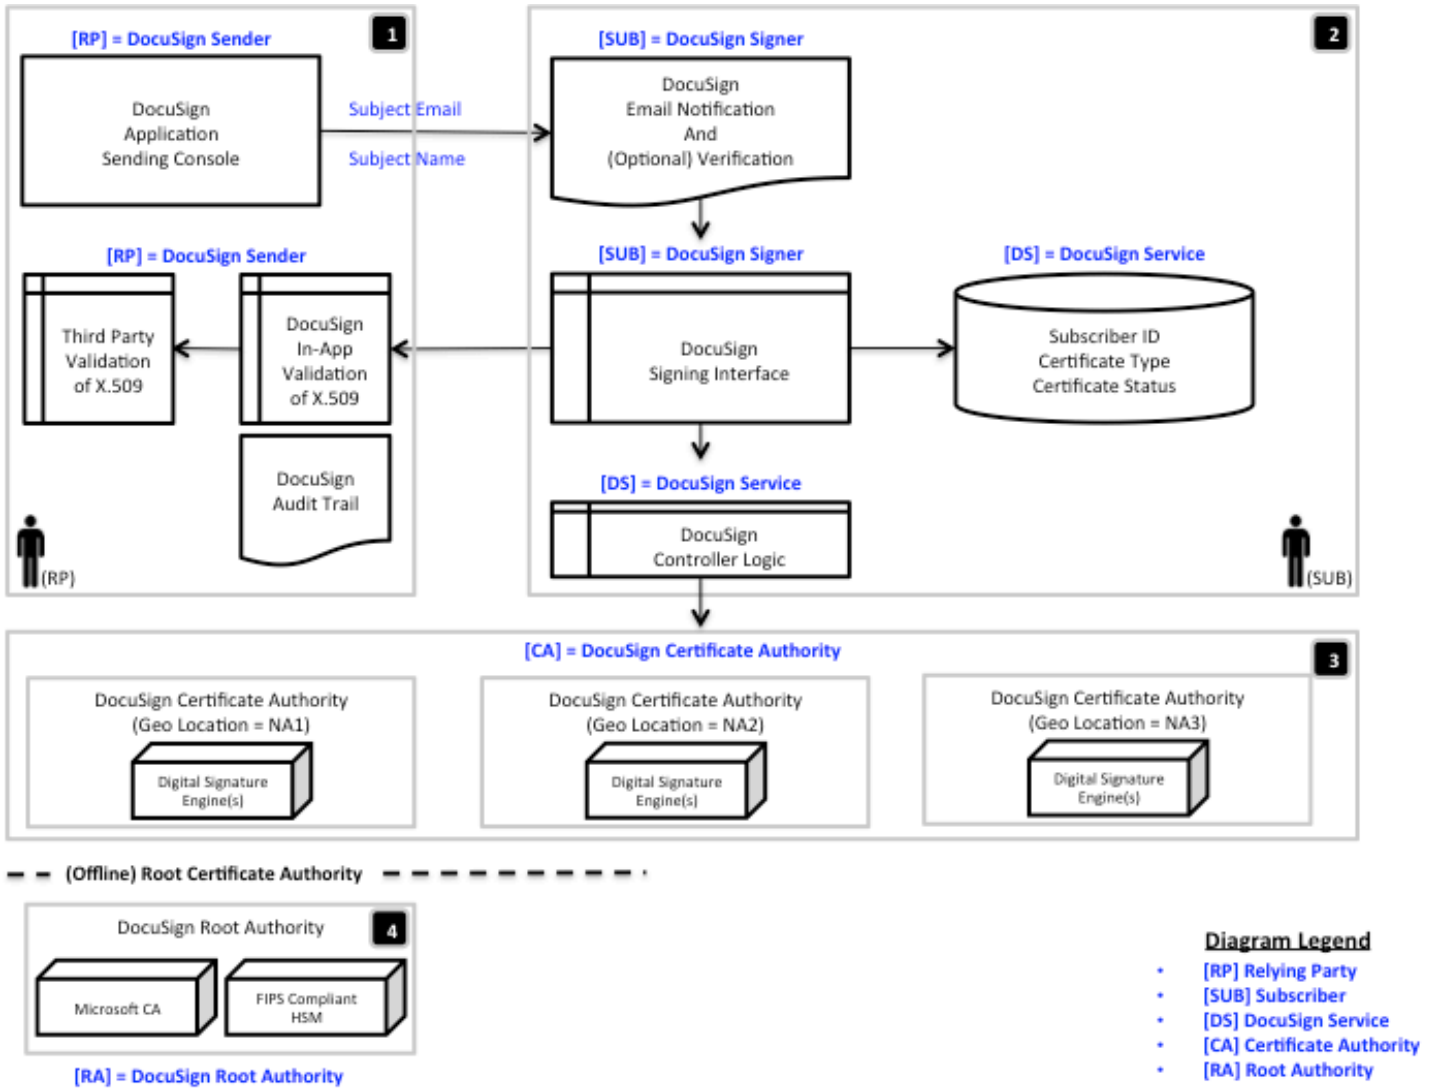 [RP] = DocuSign Sender
1
DocuSign
Application
Sending Console
Subject Email
Subject Name
[SUB] = DocuSign Signer
2
DocuSign
Email Notification
And
(Optional) Verification
[RP] = DocuSign Sender
Third Party
Validation
of X.509
DocuSign
In-App
Validation
of X.509
DocuSign
Audit Trail
(RP)
[SUB] = DocuSign Signer
DocuSign
Signing Interface
[DS] = DocuSign Service
Subscriber ID
Certificate Type
Certificate Status
[DS] = DocuSign Service
DocuSign
Controller Logic
(SUB)
[CA] = DocuSign Certificate Authority
3
DocuSign Certificate Authority
(Geo Location = NA1)
Digital Signature
Engine(s)
DocuSign Certificate Authority
(Geo Location = NA2)
Digital Signature
Engine(s)
DocuSign Certificate Authority
(Geo Location = NA3)
Digital Signature
Engine(s)
(Offline) Root Certificate Authority
DocuSign Root Authority
4
Microsoft CA
FIPS Compliant
HSM
[RA] = DocuSign Root Authority
Diagram Legend
• [RP] Relying Party
• [SUB] Subscriber
• [DS] DocuSign Service
• [CA] Certificate Authority
• [RA] Root Authority